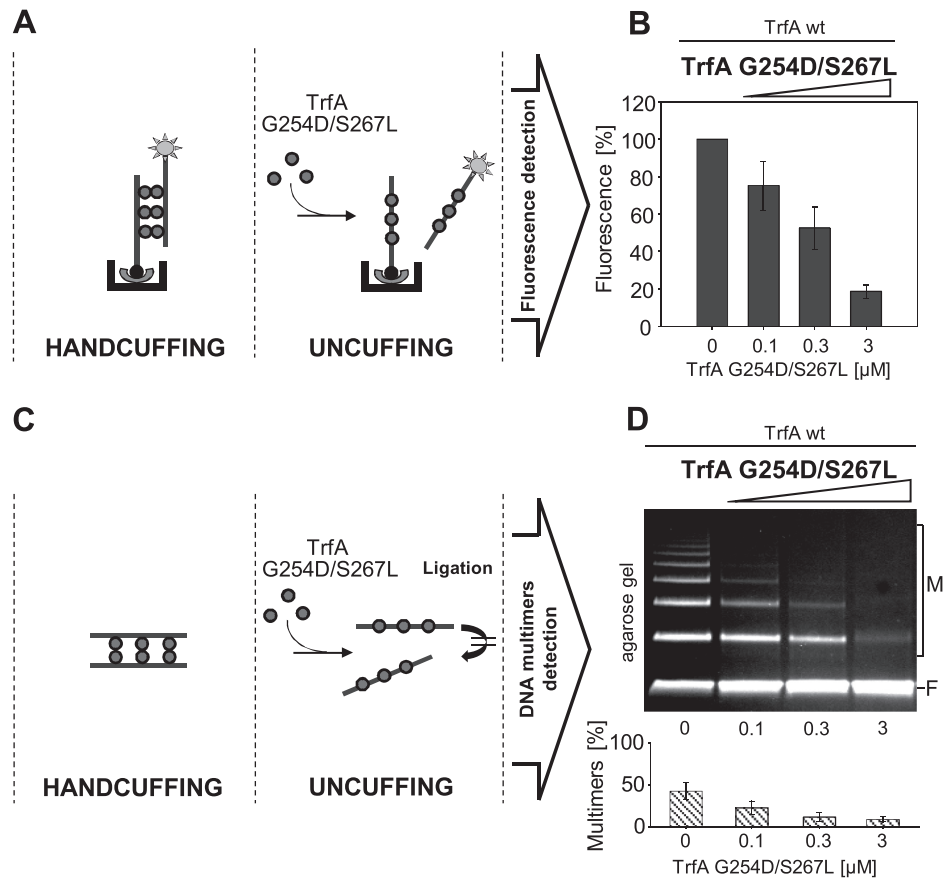 A
TrfA
G254D/S267L
HANDCUFFING
UNCUFFING
Fluorescence detection
B
TrfA wt
TrfA G254D/S267L
Fluorescence [%]
120
100
80
60
40
20
0
0 0.1 0.3 3
TrfA G254D/S267L [µM]
C
TrfA
G254D/S267L
Ligation
HANDCUFFING
UNCUFFING
DNA multimers
detection
D
TrfA wt
TrfA G254D/S267L
agarose gel
M
F
0 0.1 0.3 3
Multimers [%]
100
50
0
0 0.1 0.3 3
TrfA G254D/S267L [µM]